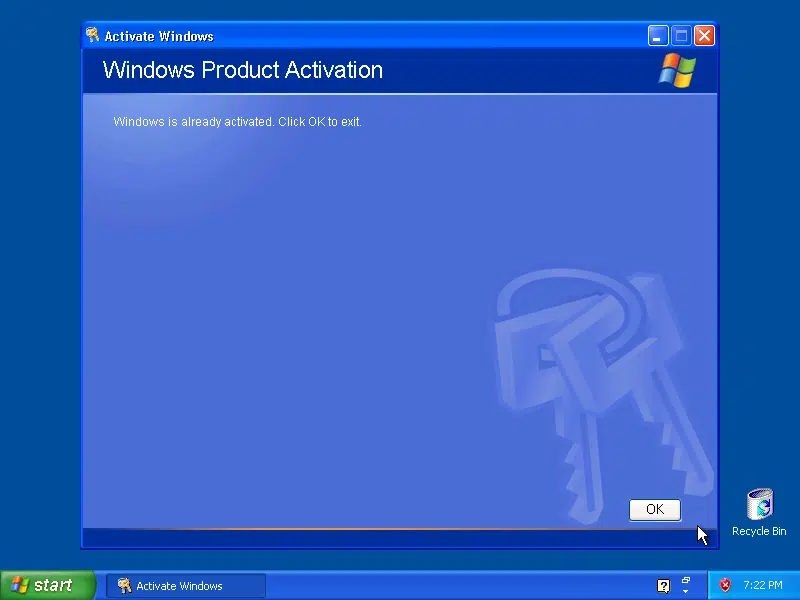 Activate Windows
Windows Product Activation
Windows is already activated. Click OK to exit.
OK
Recycle Bin
start
Activate Windows
?
7:22 PM